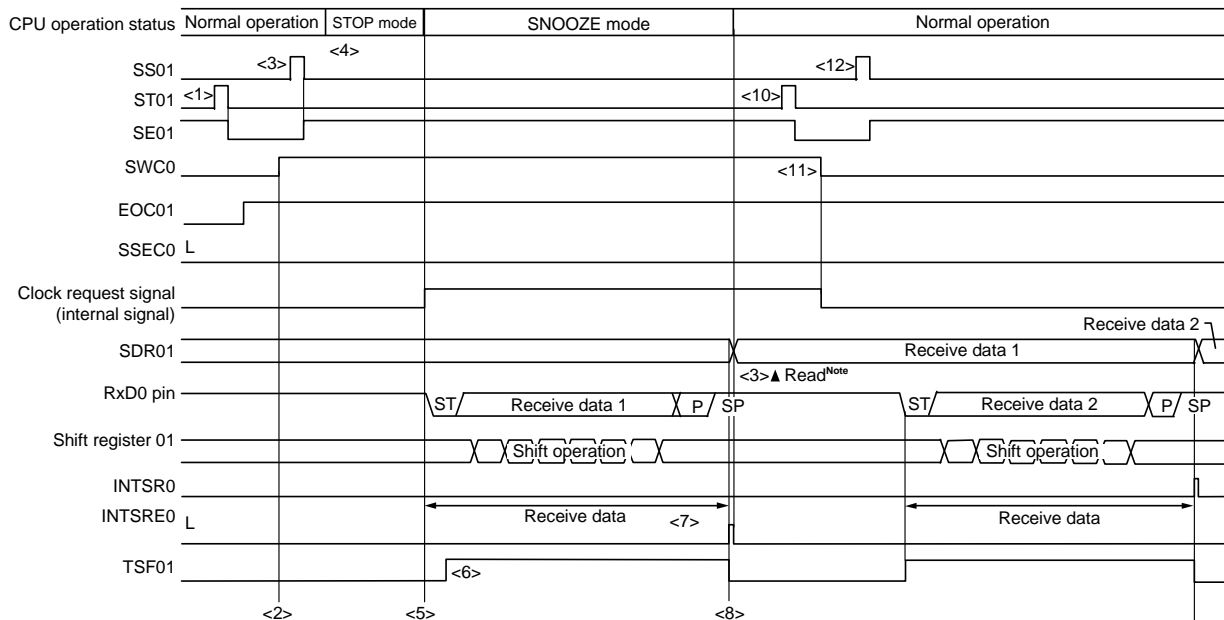 CPU operation status Normal operation STOP mode SNOOZE mode Normal operation
<4>
SS01 <3> <12>
ST01 <1> <10>
SE01
SWC0 <11>
EOC01
SSEC0 L
Clock request signal
(internal signal)
Receive data 2
SDR01 Receive data 1
<3>▲ Read Note
RxD0 pin ST Receive data 1 P SP ST Receive data 2 P SP
Shift register 01 Shift operation Shift operation
INTSR0
INTSRE0 L Receive data <7> Receive data
TSF01 <6>
<2> <5> <8>